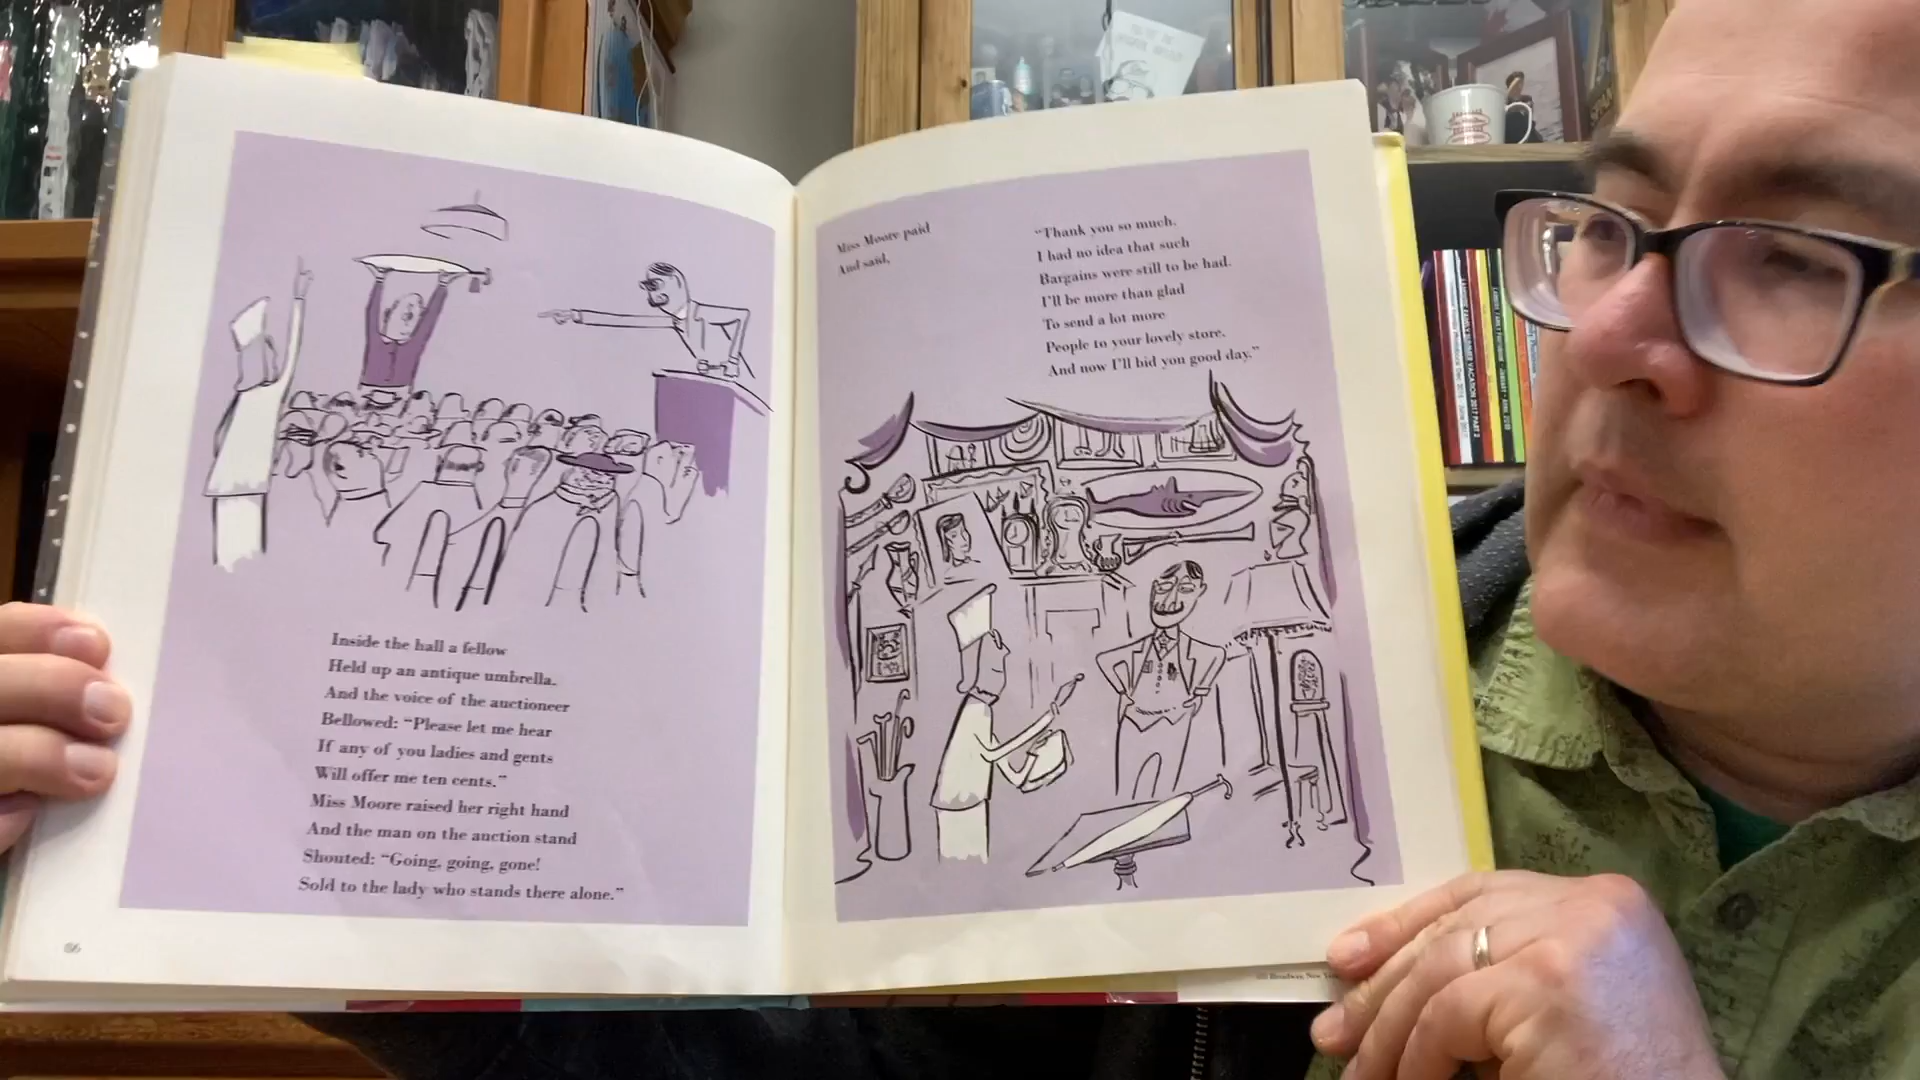 Inside the hall a fellow
Held up an antique umbrella.
And the voice of the auctioneer
Bellowed: “Please let me hear
If any of you ladies and gents
Will offer me ten cents.”
Miss Moore raised her right hand
And the man on the auction stand
Shouted: “Going, going, gone!
Sold to the lady who stands there alone.”
Miss Moore paid
And said,
“Thank you so much.
I had no idea that such
Bargains were still to be had.
I’ll be more than glad
To send a lot more
People to your lovely store.
And now I’ll bid you good day.”
Broadway, New